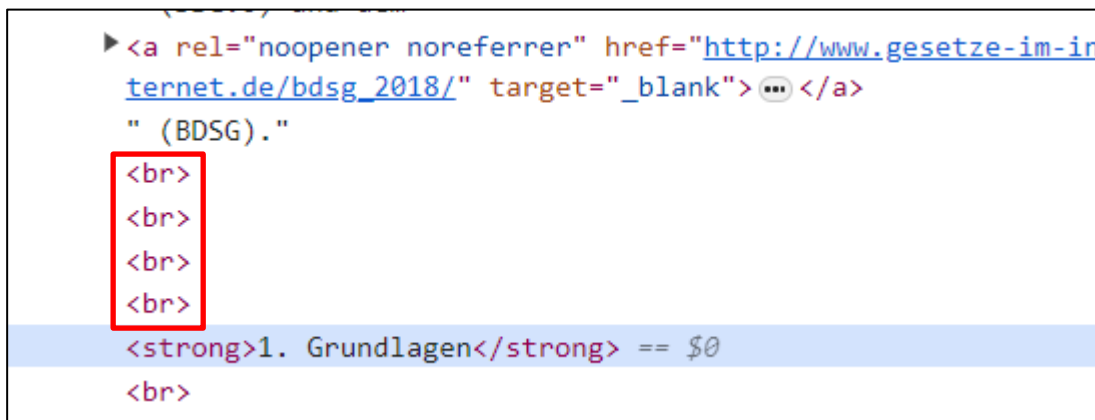 <a rel="noopener noreferrer" href="http://www.gesetze-im-in
ternet.de/bdsg_2018/" target="_blank"> ••• </a>
" (BDSG)."
<br>
<br>
<br>
<br>
<strong>1. Grundlagen</strong> == $0
<br>